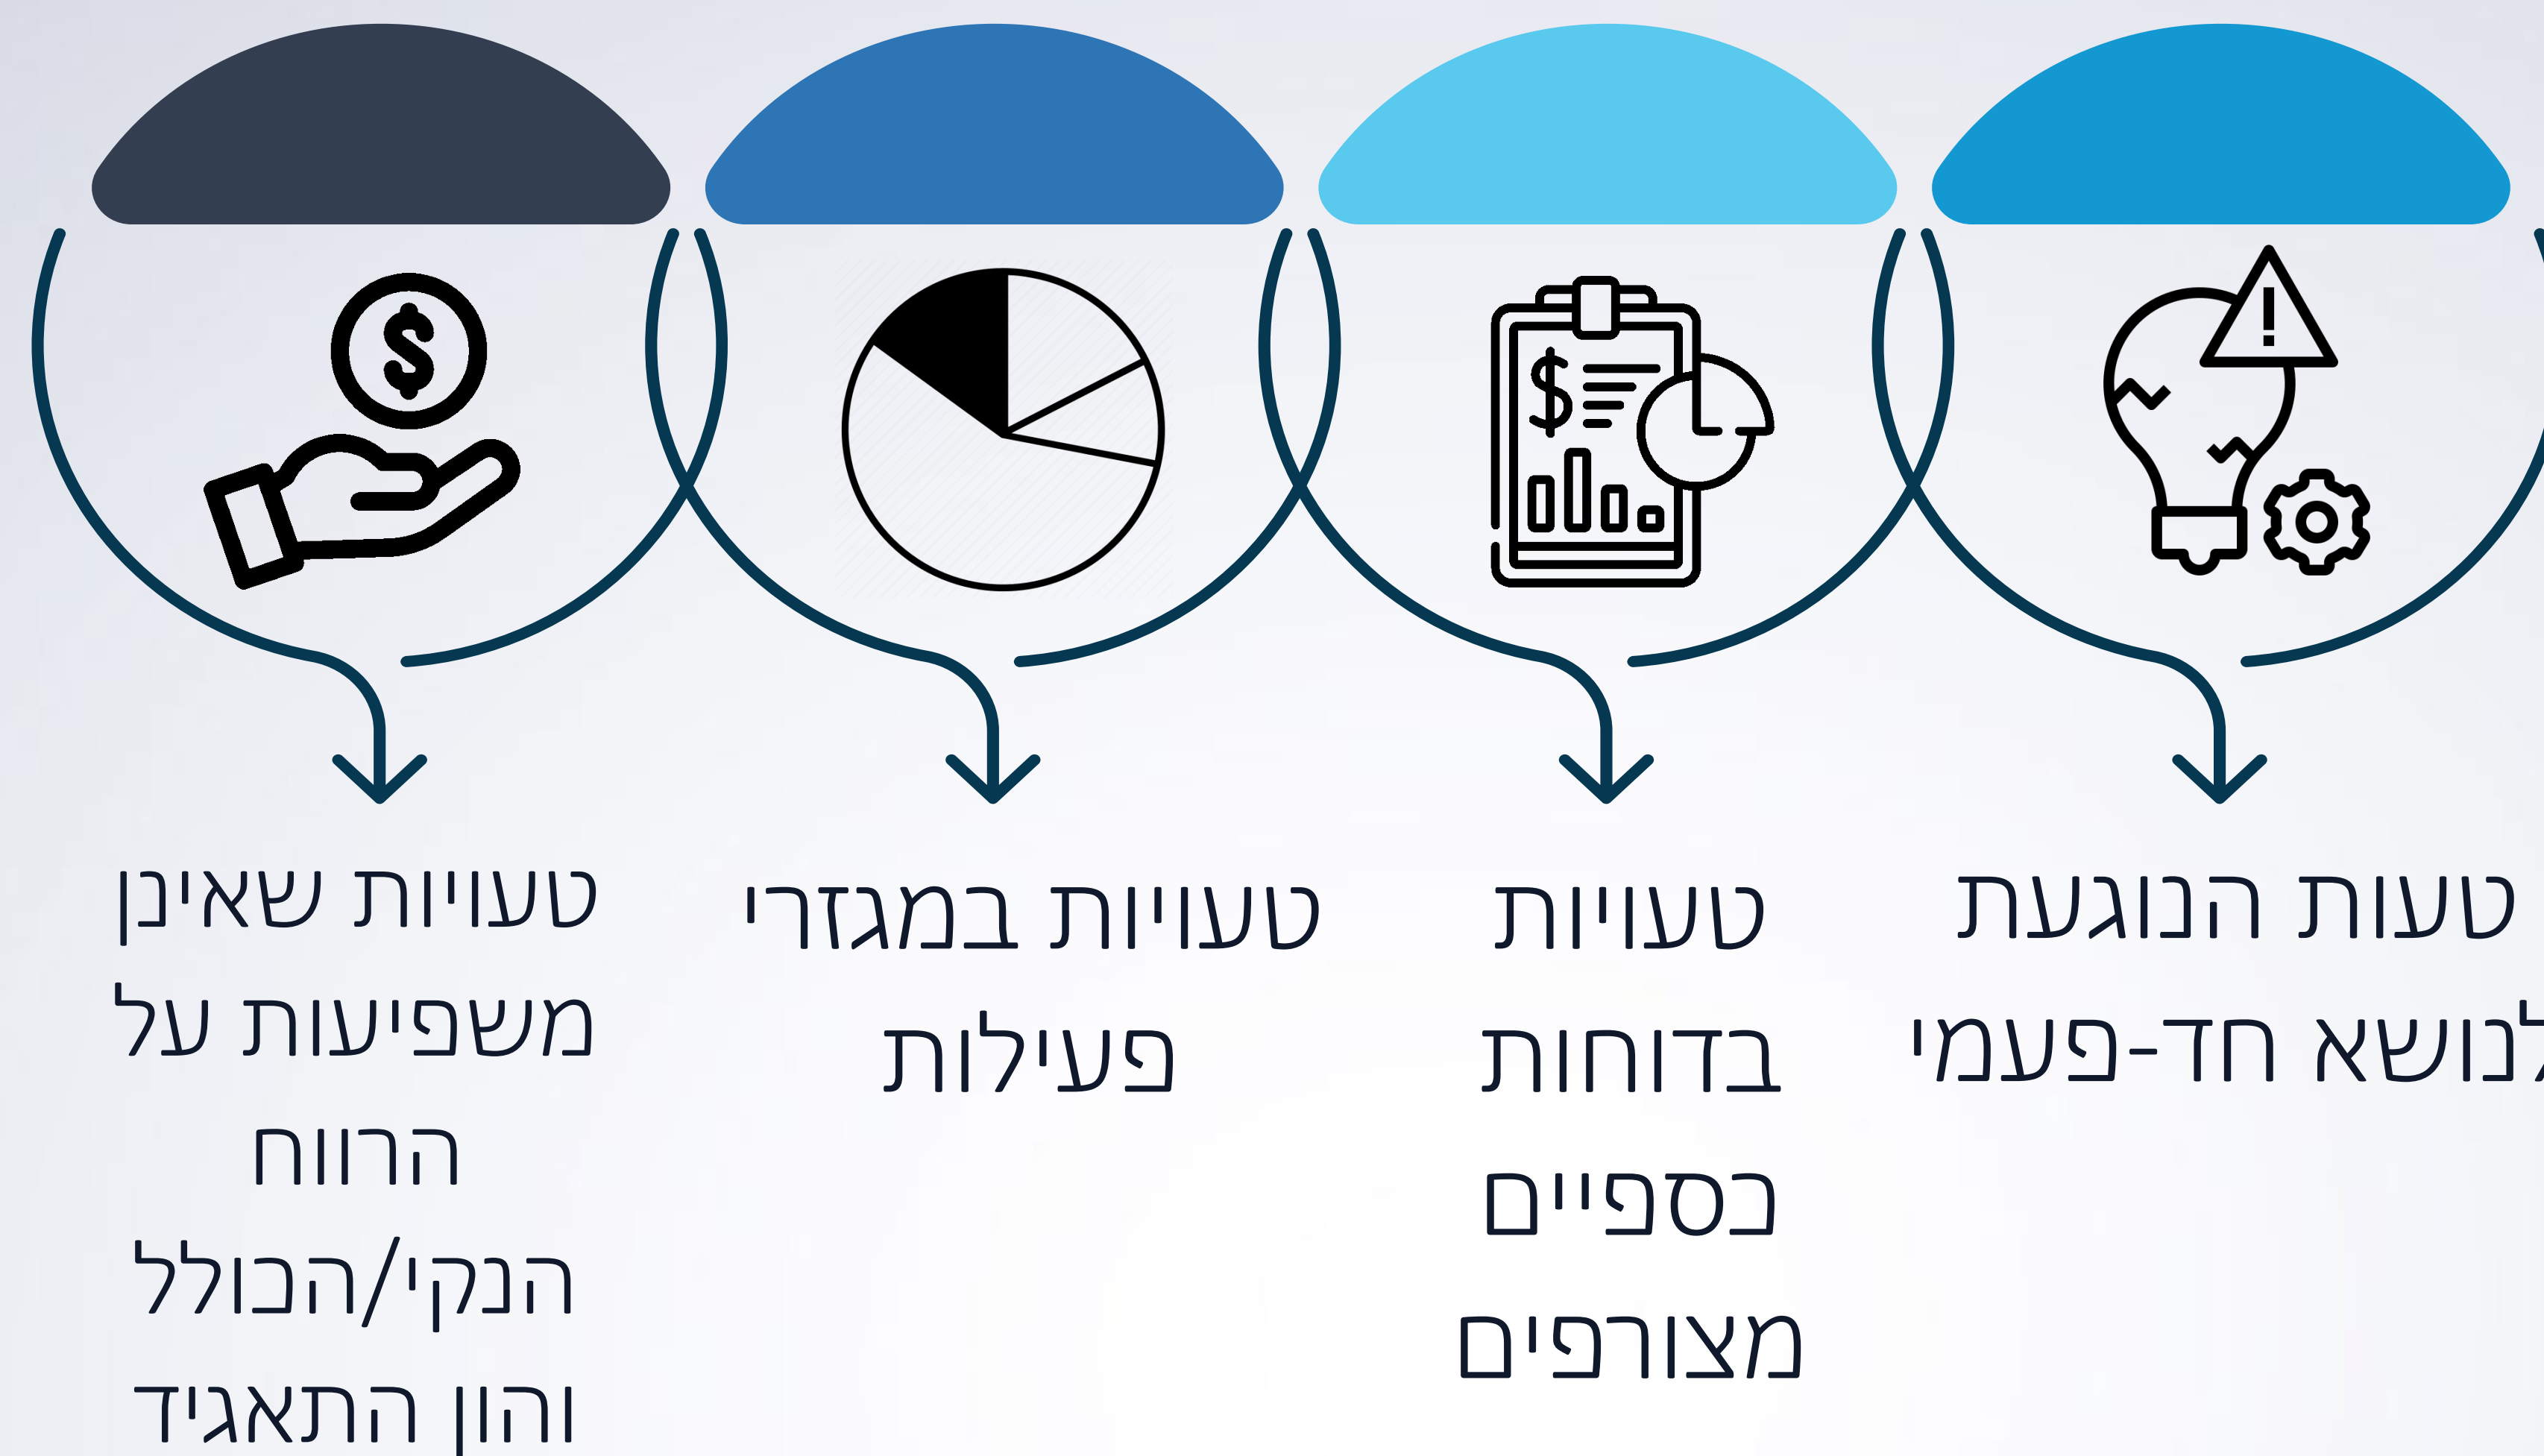 טעות הנוגעת
לנושא חד-פעמי
טעויות
בדוחות
כספיים
מצורפים
טעויות במגזרי
פעילות
טעויות שאינן
משפיעות על
הרווח
הנקי/הכולל
והון התאגיד